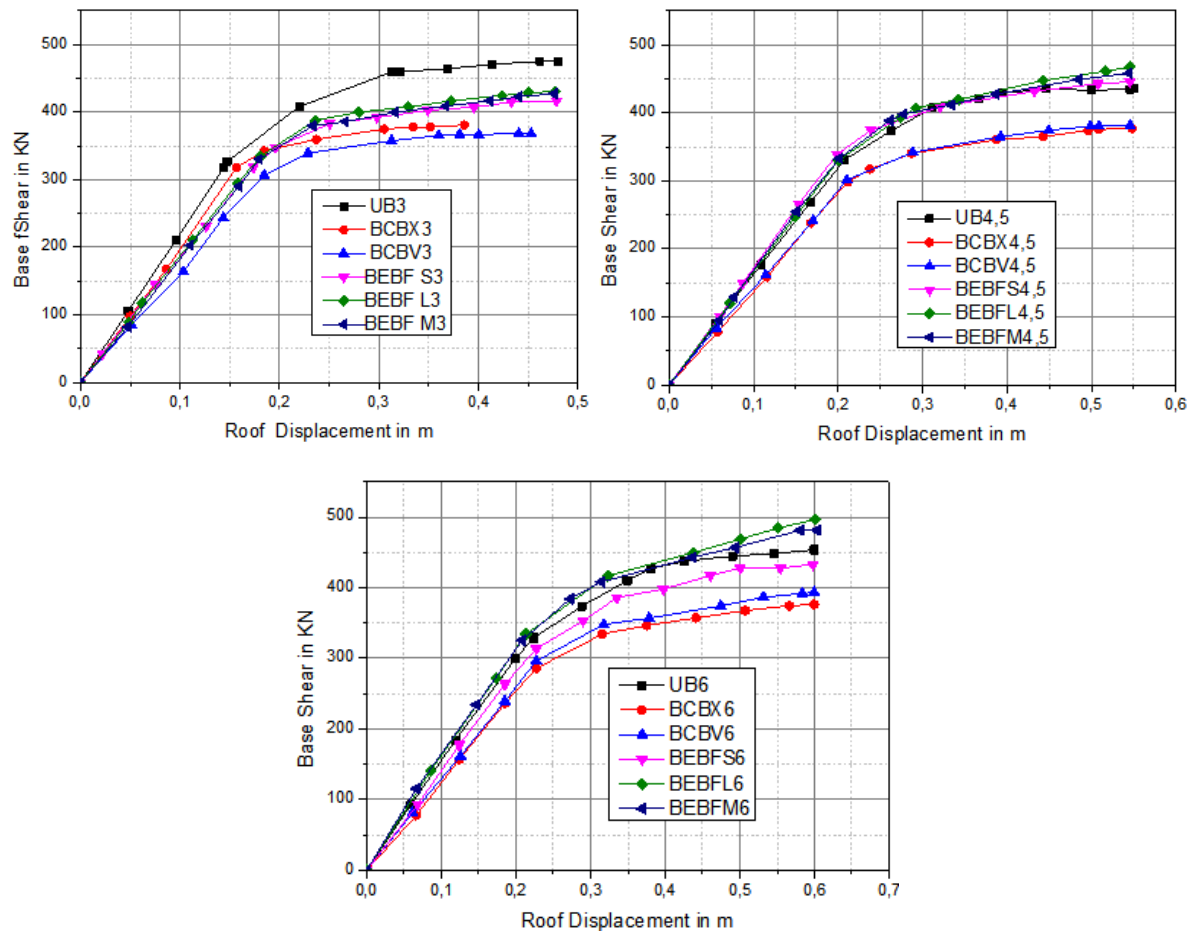 500
400
300
200
100
0
Base fShear in KN
UB3
BCBX3
BCBV3
BEBF S3
BEBF L3
BEBF M3
0,0 0,1 0,2 0,3 0,4 0,5
Roof Displacement in m
500
400
300
200
100
0
Base Shear in KN
UB4,5
BCBX4,5
BCBV4,5
BEBFS4,5
BEBFL4,5
BEBFM4,5
0,0 0,1 0,2 0,3 0,4 0,5 0,6
Roof Displacement in m
500
400
300
200
100
0
Base Shear in KN
UB6
BCBX6
BCBV6
BEBFS6
BEBFL6
BEBFM6
0,0 0,1 0,2 0,3 0,4 0,5 0,6 0,7
Roof Displacement in m